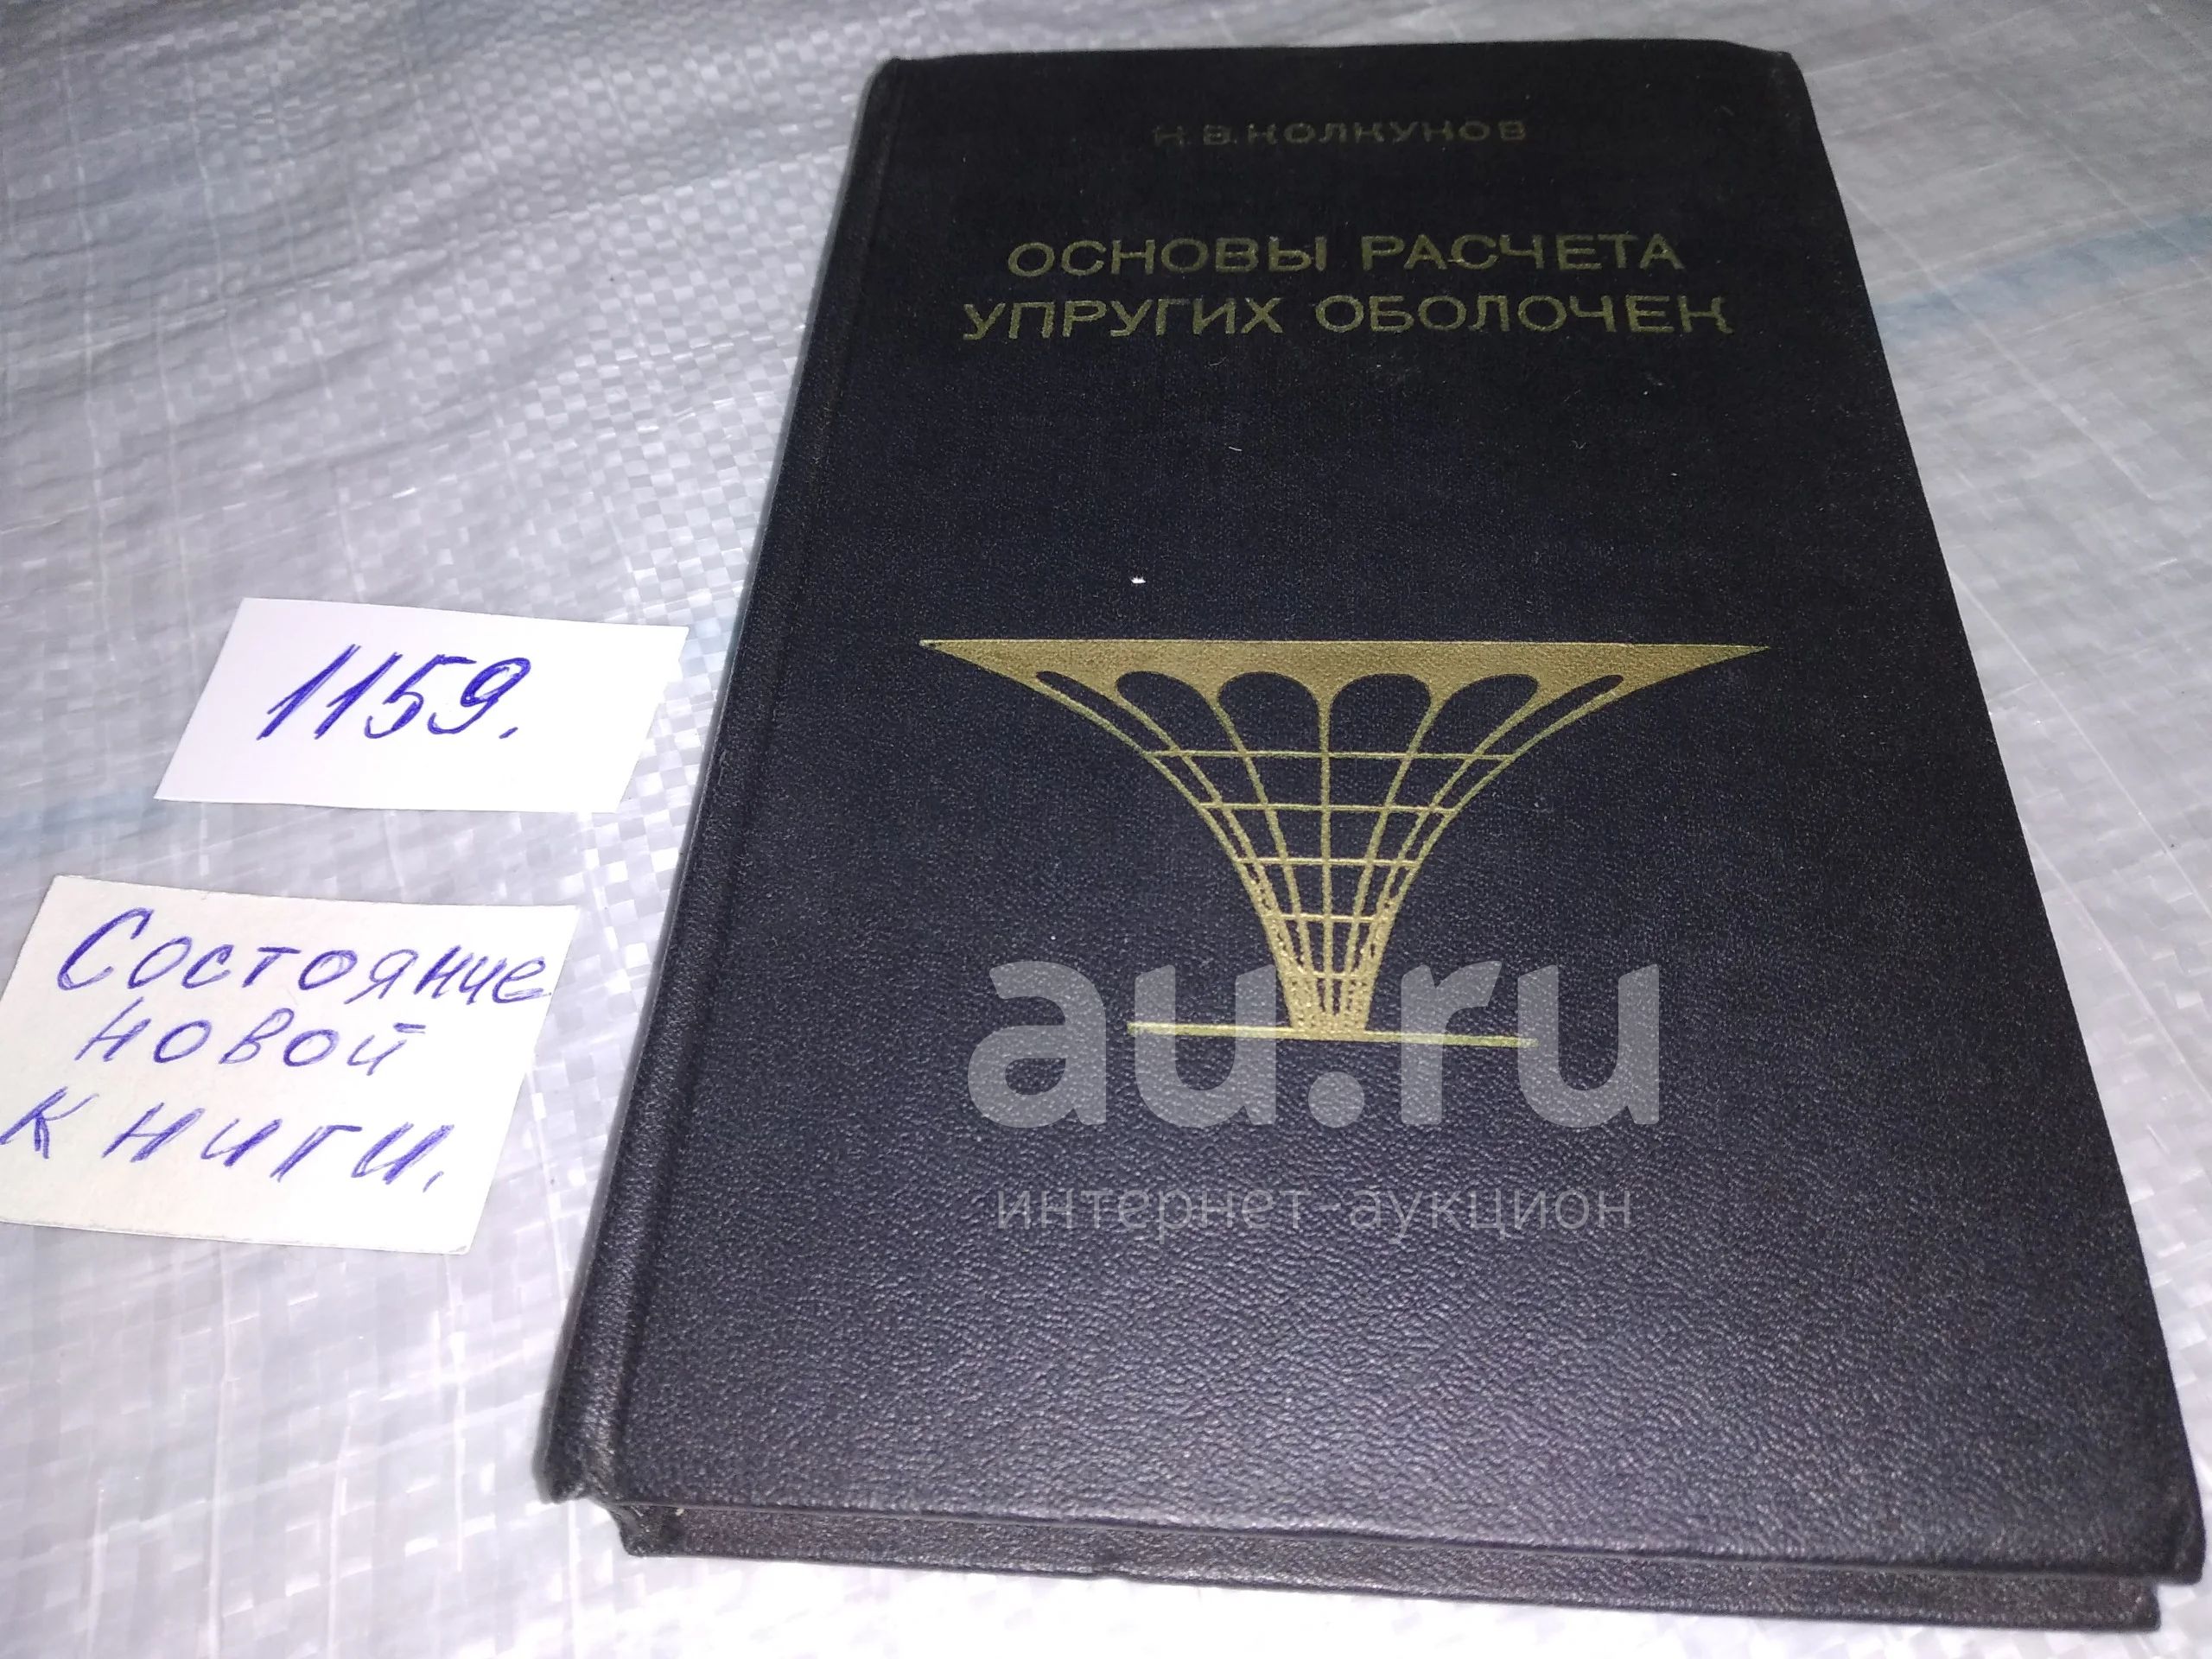 Н.В.КОЛКУНОВ
ОСНОВЫ РАСЧЕТА
УПРУГИХ ОБОЛОЧЕК
1159.
Состояние
новой
книги.
au.ru
интернет-аукцион